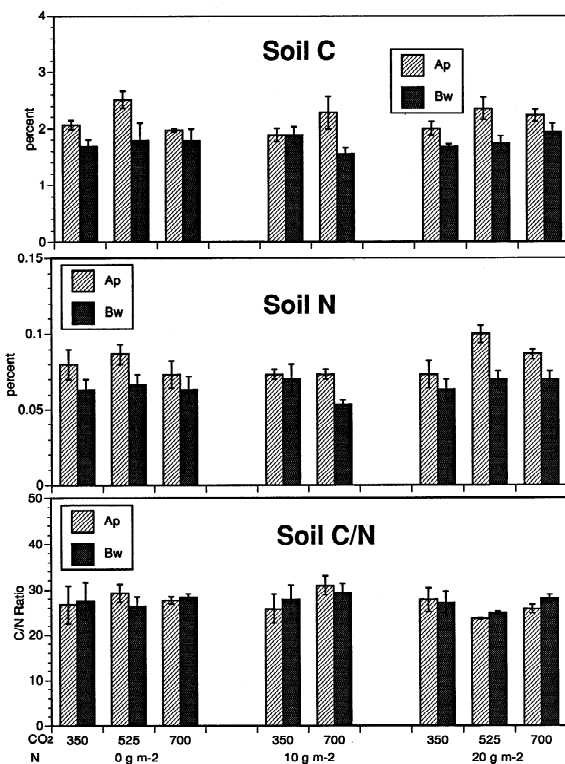 4
Soil C
Ap
Bw
3
percent
2
1
0
0.15
Ap
Bw
Soil N
0.1
percent
0.05
0
50
Ap
Bw
Soil C/N
40
C/N Ratio
30
20
10
0
CO2 350 525 700 350 700 350 525 700
N 0 g m-2 10 g m-2 20 g m-2